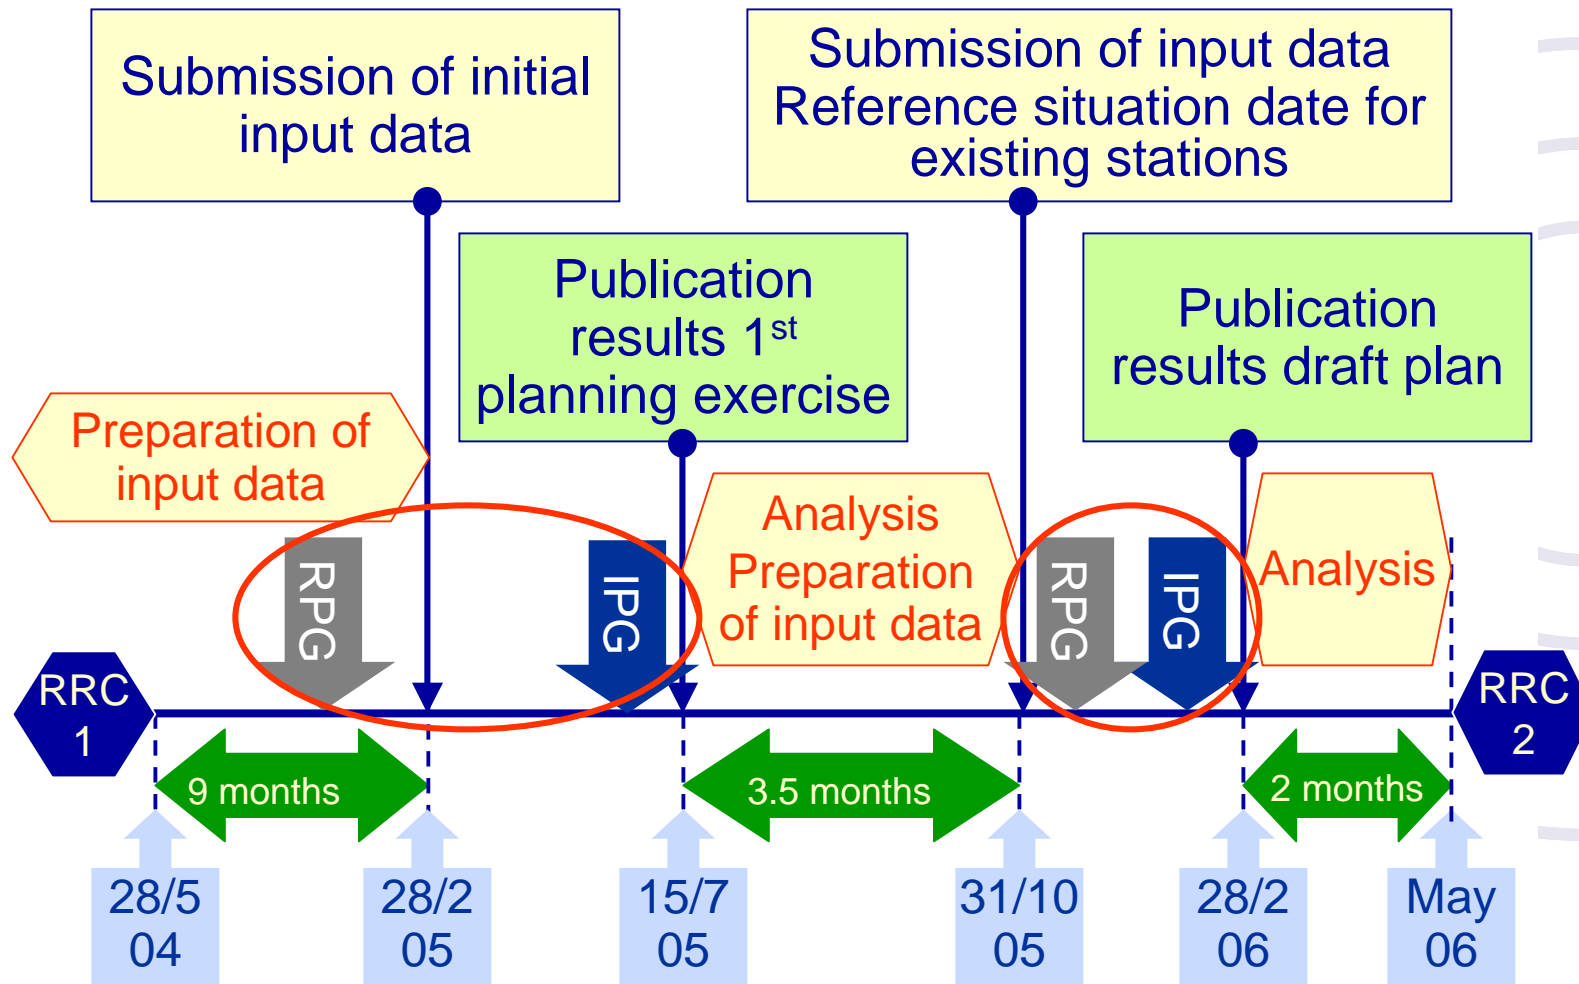 Submission of initial
input data
Submission of input data
Reference situation date for
existing stations
Publication
results 1st
planning exercise
Publication
results draft plan
Preparation of
input data
Analysis
Preparation
of input data
Analysis
RPG
IPG
RPG
IPG
RRC
1
RRC
2
9 months
3.5 months
2 months
28/5
04
28/2
05
15/7
05
31/10
05
28/2
06
May
06